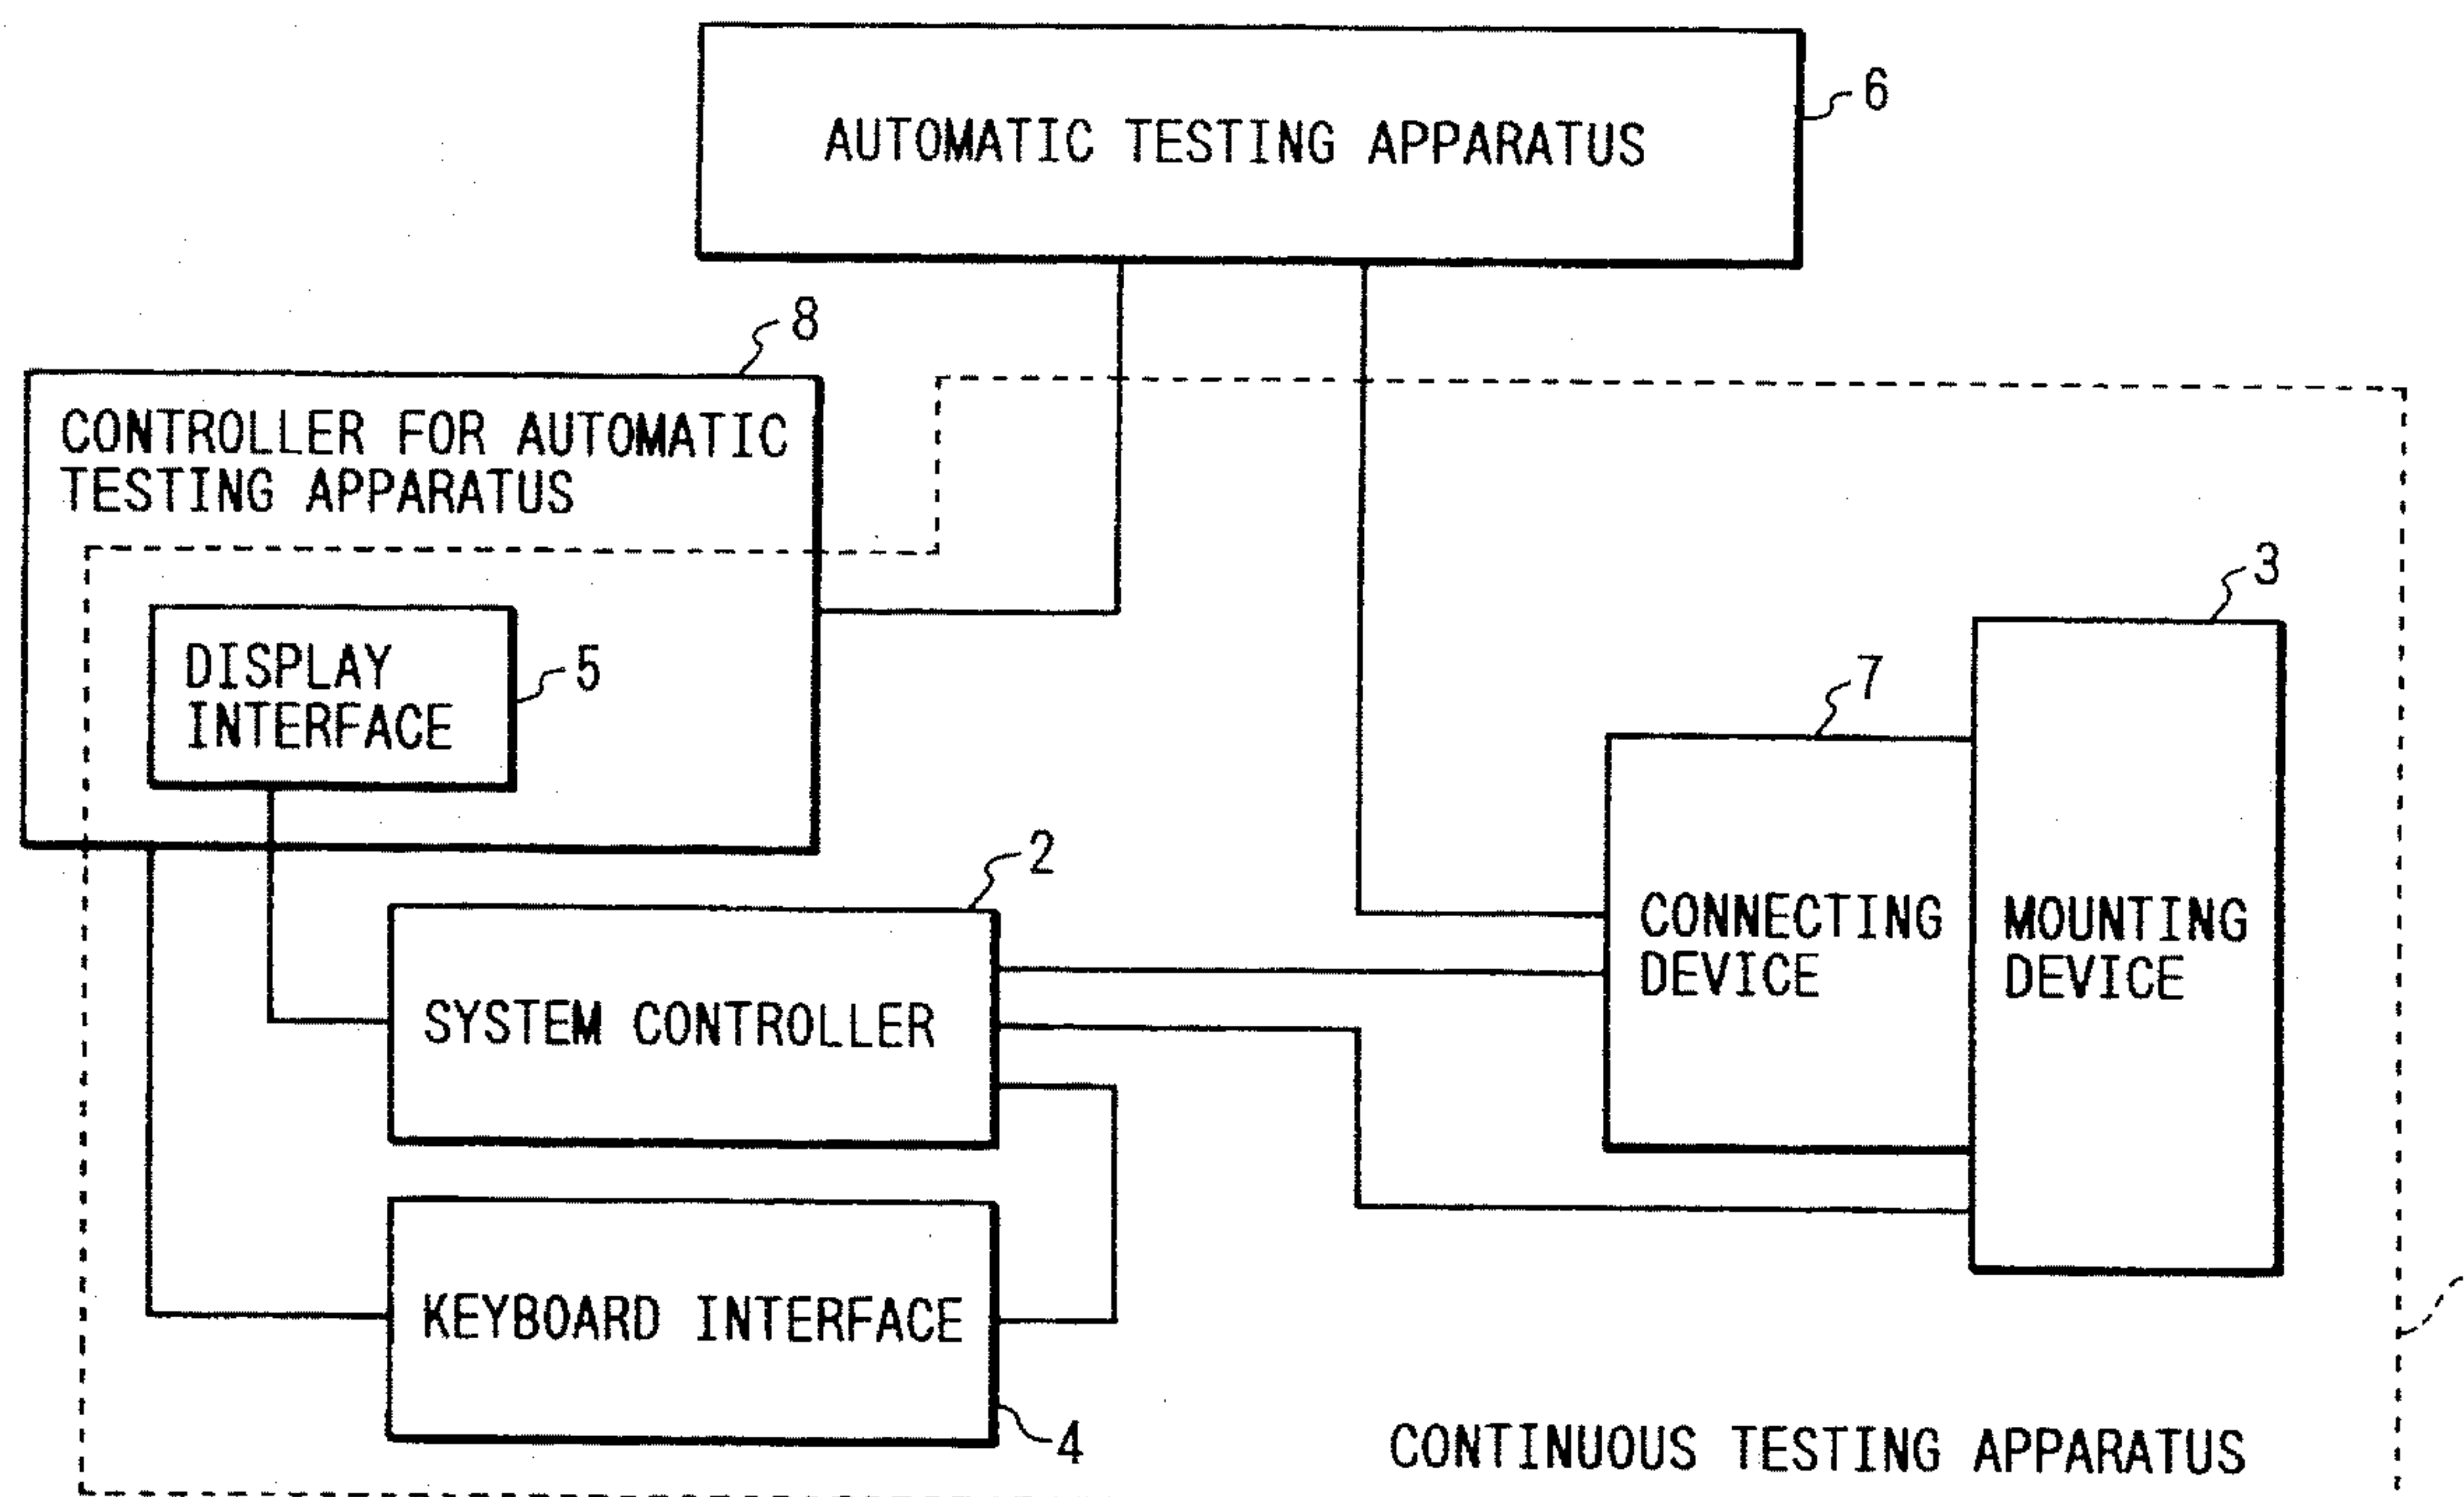 AUTOMATIC TESTING APPARATUS
6
8
CONTROLLER FOR AUTOMATIC
TESTING APPARATUS
3
DISPLAY
INTERFACE
5
7
2
CONNECTING
DEVICE
MOUNTING
DEVICE
SYSTEM CONTROLLER
KEYBOARD INTERFACE
4
CONTINUOUS TESTING APPARATUS